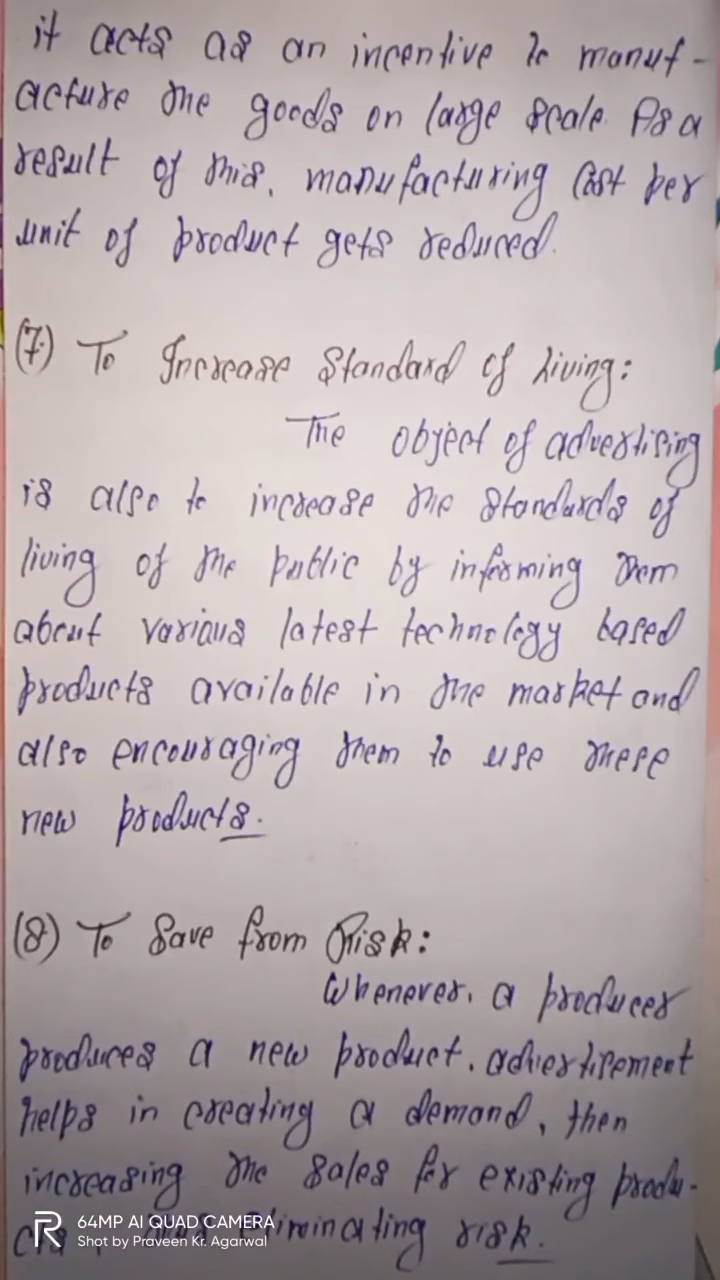 it acts as an incentive to manuf-
acture the goods on large scale. As a
result of this, manufacturing cost per
unit of product gets reduced.
(7) To Increase Standard of Living:
The object of advertising
is also to increase the standards of
living of the public by informing them
about various latest technology based
products available in the market and
also encouraging them to use these
new products.
(8) To Save from Risk:
Whenever, a producer
produces a new product, advertisement
helps in creating a demand, then
increasing the sales for existing produ-
cts, eliminating risk.
64MP AI QUAD CAMERA
Shot by Praveen Kr. Agarwal